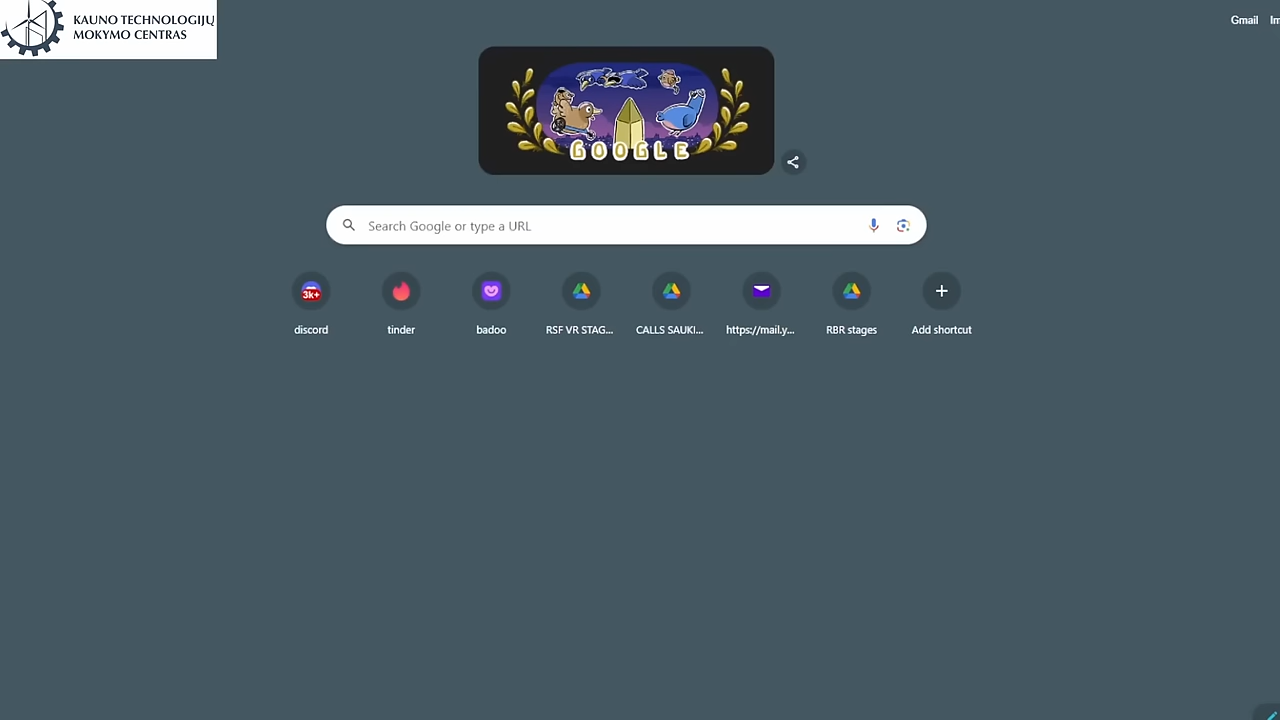 KAUNO TECHNOLOGIJŲ
MOKYMO CENTRAS
Gmail
GOOGLE
Search Google or type a URL
3k+
discord
tinder
badoo
RSF VR STAG...
CALLS SAUKI...
https://mail.y...
RBR stages
Add shortcut